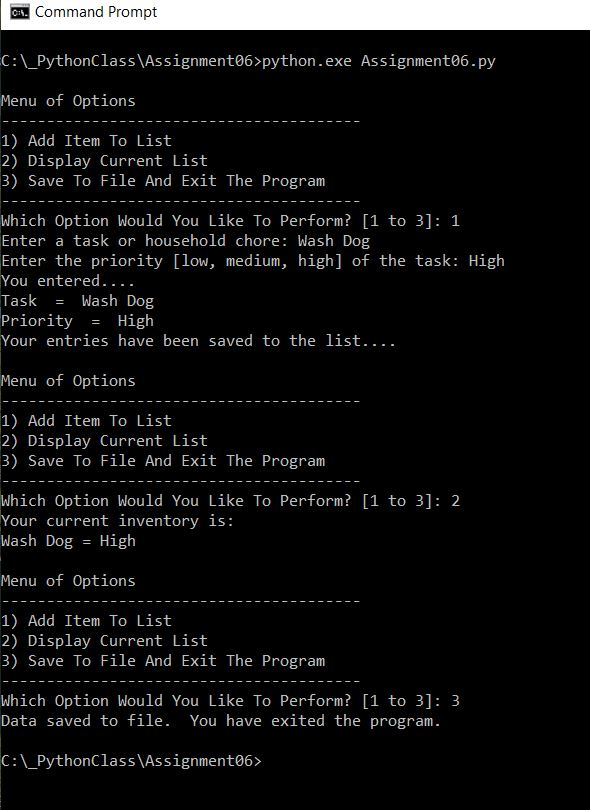 Command Prompt
C:\_PythonClass\Assignment06>python.exe Assignment06.py
Menu of Options
----------------------------------------
1) Add Item To List
2) Display Current List
3) Save To File And Exit The Program
----------------------------------------
Which Option Would You Like To Perform? [1 to 3]: 1
Enter a task or household chore: Wash Dog
Enter the priority [low, medium, high] of the task: High
You entered....
Task  =  Wash Dog
Priority  =  High
Your entries have been saved to the list....
Menu of Options
----------------------------------------
1) Add Item To List
2) Display Current List
3) Save To File And Exit The Program
----------------------------------------
Which Option Would You Like To Perform? [1 to 3]: 2
Your current inventory is:
Wash Dog = High
Menu of Options
----------------------------------------
1) Add Item To List
2) Display Current List
3) Save To File And Exit The Program
----------------------------------------
Which Option Would You Like To Perform? [1 to 3]: 3
Data saved to file.  You have exited the program.
C:\_PythonClass\Assignment06>